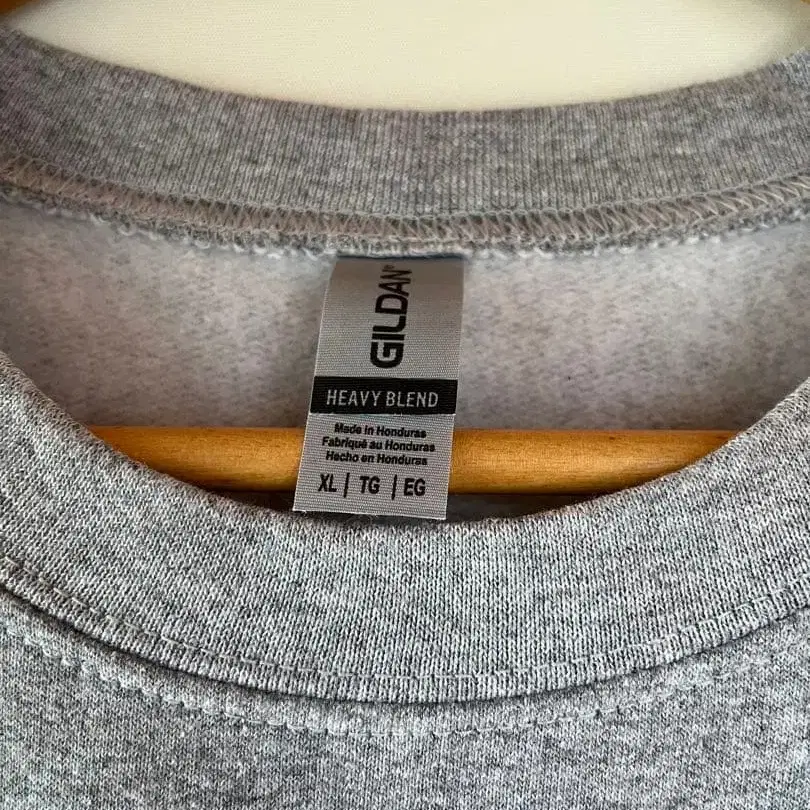 GILDAN®
HEAVY BLEND
Made in Honduras
Fabriqué au Honduras
Hecho en Honduras
XL | TG | EG